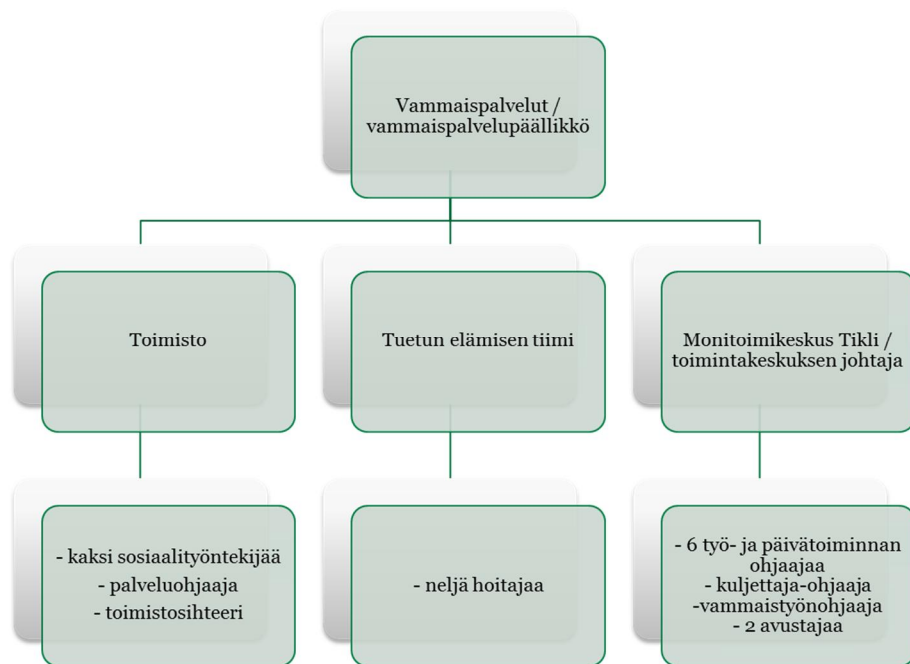 Vammaispalvelut /
vammaispalvelupäällikkö
Toimisto
Tuetun elämisen tiimi
Monitoimikeskus Tikli /
toimintakeskuksen johtaja
- kaksi sosiaalityöntekijää
- palveluohjaaja
- toimistosihteeri
- neljä hoitajaa
- 6 työ- ja päivätoiminnan
ohjaajaa
- kuljettaja-ohjaaja
-vammaistyönohjaaja
- 2 avustajaa